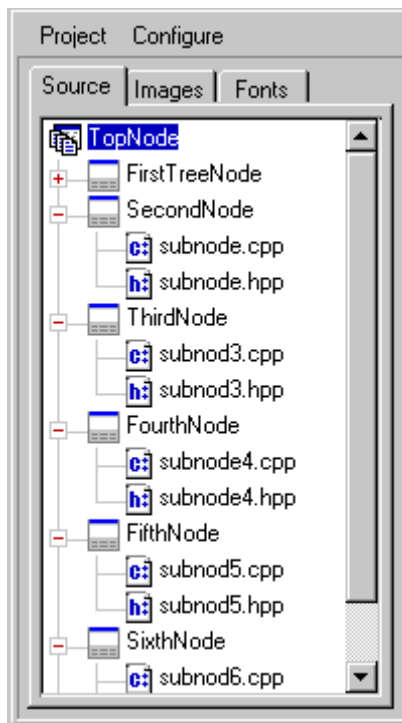 Project Configure
Source Images Fonts
TopNode
FirstTreeNode
SecondNode
c++ subnode.cpp
h++ subnode.hpp
ThirdNode
c++ subnod3.cpp
h++ subnod3.hpp
FourthNode
c++ subnode4.cpp
h++ subnode4.hpp
FifthNode
c++ subnod5.cpp
h++ subnod5.hpp
SixthNode
c++ subnod6.cpp